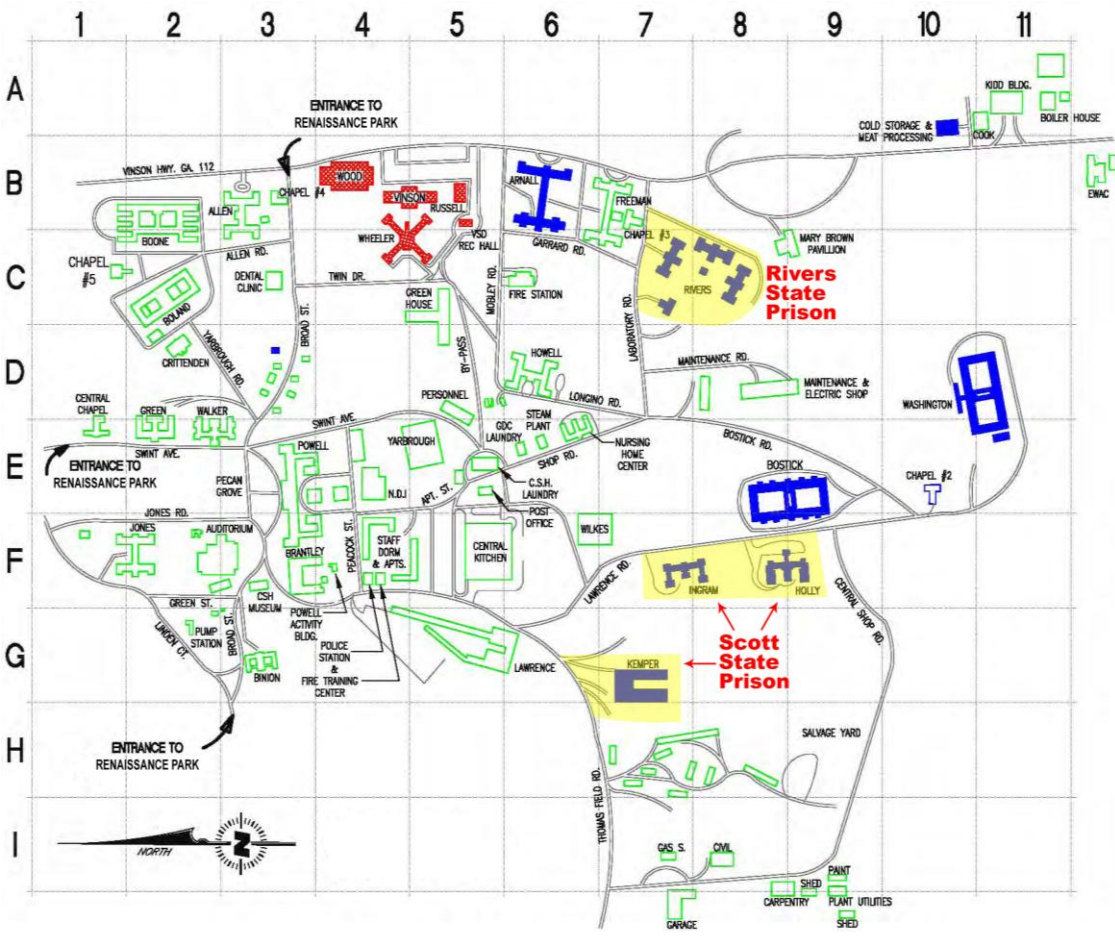 1 2 3 4 5 6 7 8 9 10 11
A
KIDD BLDG.
ENTRANCE TO
RENAISSANCE PARK
COLD STORAGE &
MEAT PROCESSING
COOK
BOILER HOUSE
B
VINSON HWY. GA. 112
ALLEN
CHAPEL #4
WOOD
VINSON
RUSSELL
ARNALL
FREEMAN
EWAC
BOONE
WHEELER
VSD
REC HALL
GARRARD RD.
CHAPEL #3
MARY BROWN
PAVILION
C
CHAPEL
#5
ALLEN RD.
DENTAL
CLINIC
TWIN DR.
GREEN
HOUSE
MOBLEY RD.
FIRE STATION
LABORATORY RD.
RIVERS
Rivers
State
Prison
BOLAND
BROAD ST.
D
CRITTENDEN
YARBROUGH RD.
BY-PASS
HOWELL
MAINTENANCE RD.
MAINTENANCE &
ELECTRIC SHOP
WASHINGTON
CENTRAL
CHAPEL
GREEN
WALKER
PERSONNEL
LONGINO RD.
SWINT AVE.
E
SWINT AVE.
POWELL
YARBROUGH
GDC
LAUNDRY
STEAM
PLANT
NURSING
HOME
CENTER
BOSTICK RD.
ENTRANCE TO
RENAISSANCE PARK
PECAN
GROVE
N.D.I
APT. ST.
SHOP RD.
C.S.H.
LAUNDRY
BOSTICK
CHAPEL #2
POST
OFFICE
JONES RD.
F
JONES
AUDITORIUM
BRANTLEY
PEACOCK ST.
STAFF
DORM
& APTS.
CENTRAL
KITCHEN
WILKES
LAWRENCE RD.
INGRAM
HOLLY
CENTRAL SHOP RD.
GREEN ST.
CSH
MUSEUM
POWELL
ACTIVITY
BLDG.
G
LINDEN CT.
PUMP
STATION
BROAD ST.
BINION
POLICE
STATION
&
FIRE TRAINING
CENTER
LAWRENCE
KEMPER
Scott
State
Prison
H
ENTRANCE TO
RENAISSANCE PARK
SALVAGE YARD
THOMAS FIELD RD.
I
NORTH
N
GAS S.
CIVIL
PAINT
SHED
CARPENTRY
PLANT UTILITIES
GARAGE
SHED